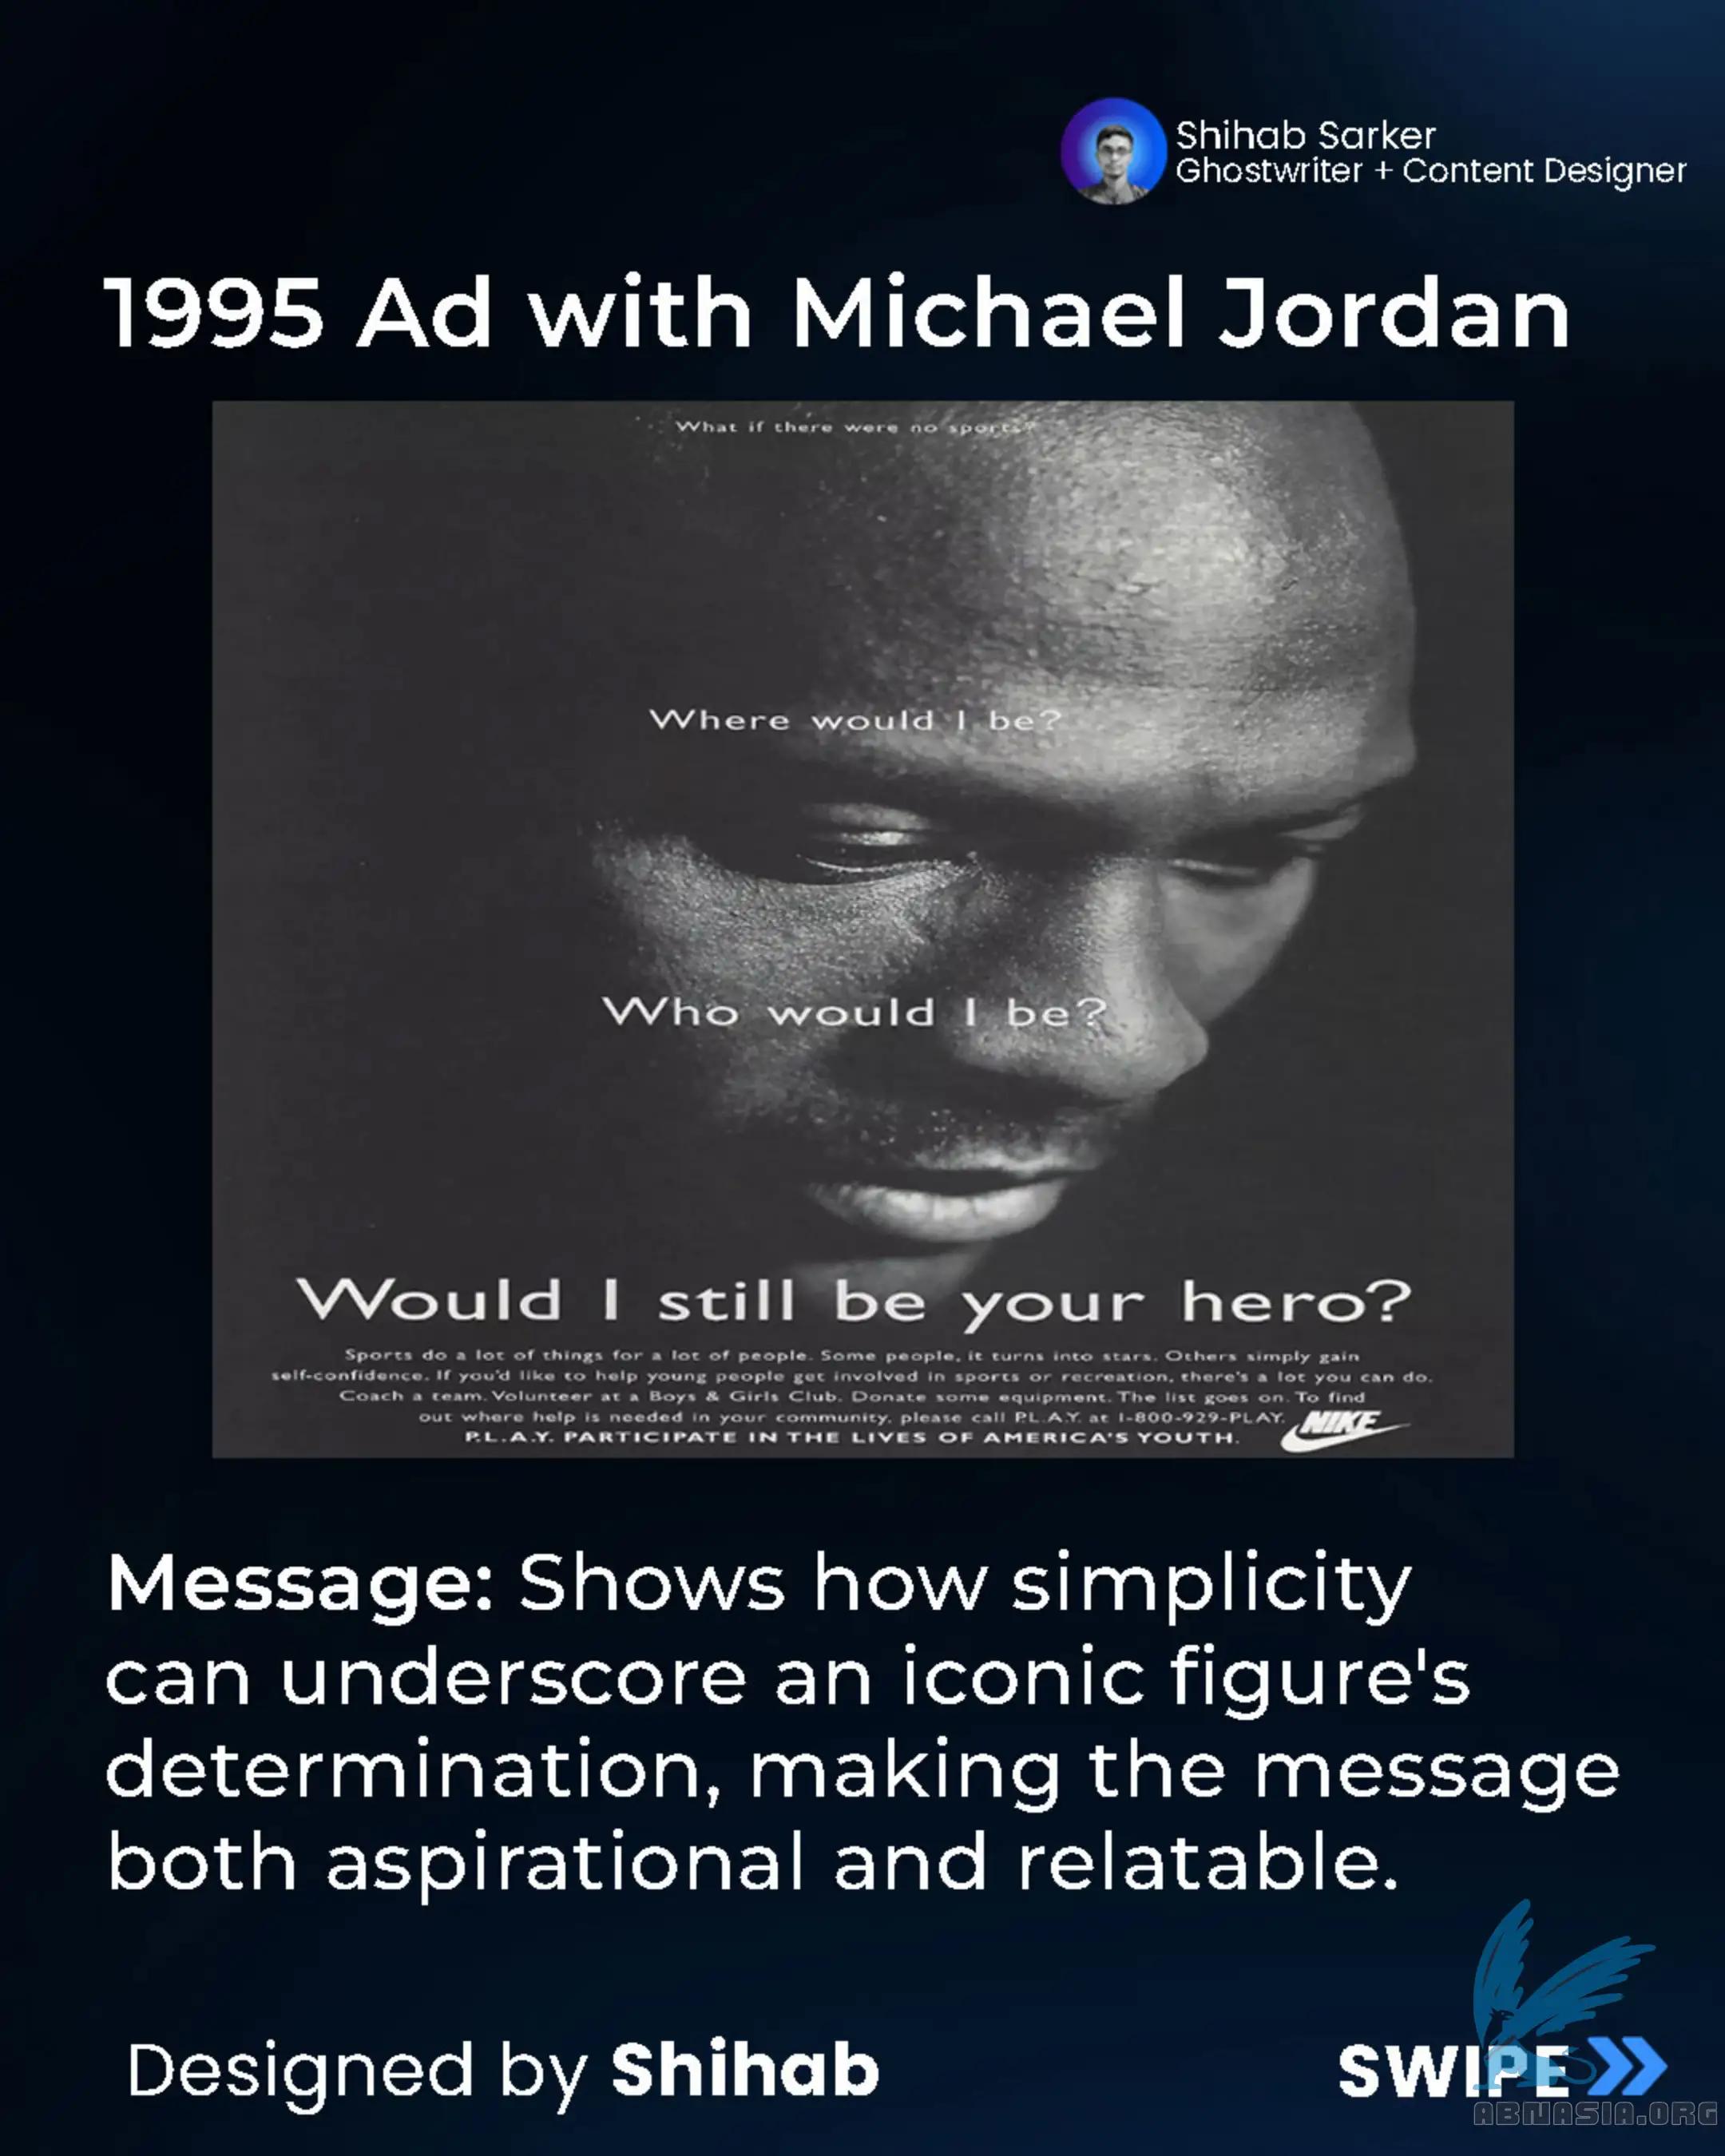 Shihab Sarker
Ghostwriter + Content Designer
1995 Ad with Michael Jordan
What if there were no sports?
Where would I be?
Who would I be?
Would I still be your hero?
Sports do a lot of things for a lot of people. Some people, it turns into stars. Others simply gain
self-confidence. If you'd like to help young people get involved in sports or recreation, there's a lot you can do.
Coach a team. Volunteer at a Boys & Girls Club. Donate some equipment. The list goes on. To find
out where help is needed in your community, please call P.L.A.Y. at 1-800-929-PLAY.
P.L.A.Y. PARTICIPATE IN THE LIVES OF AMERICA'S YOUTH.
NIKE
Message: Shows how simplicity
can underscore an iconic figure's
determination, making the message
both aspirational and relatable.
Designed by Shihab
SWIPE
ABNASIA.ORG